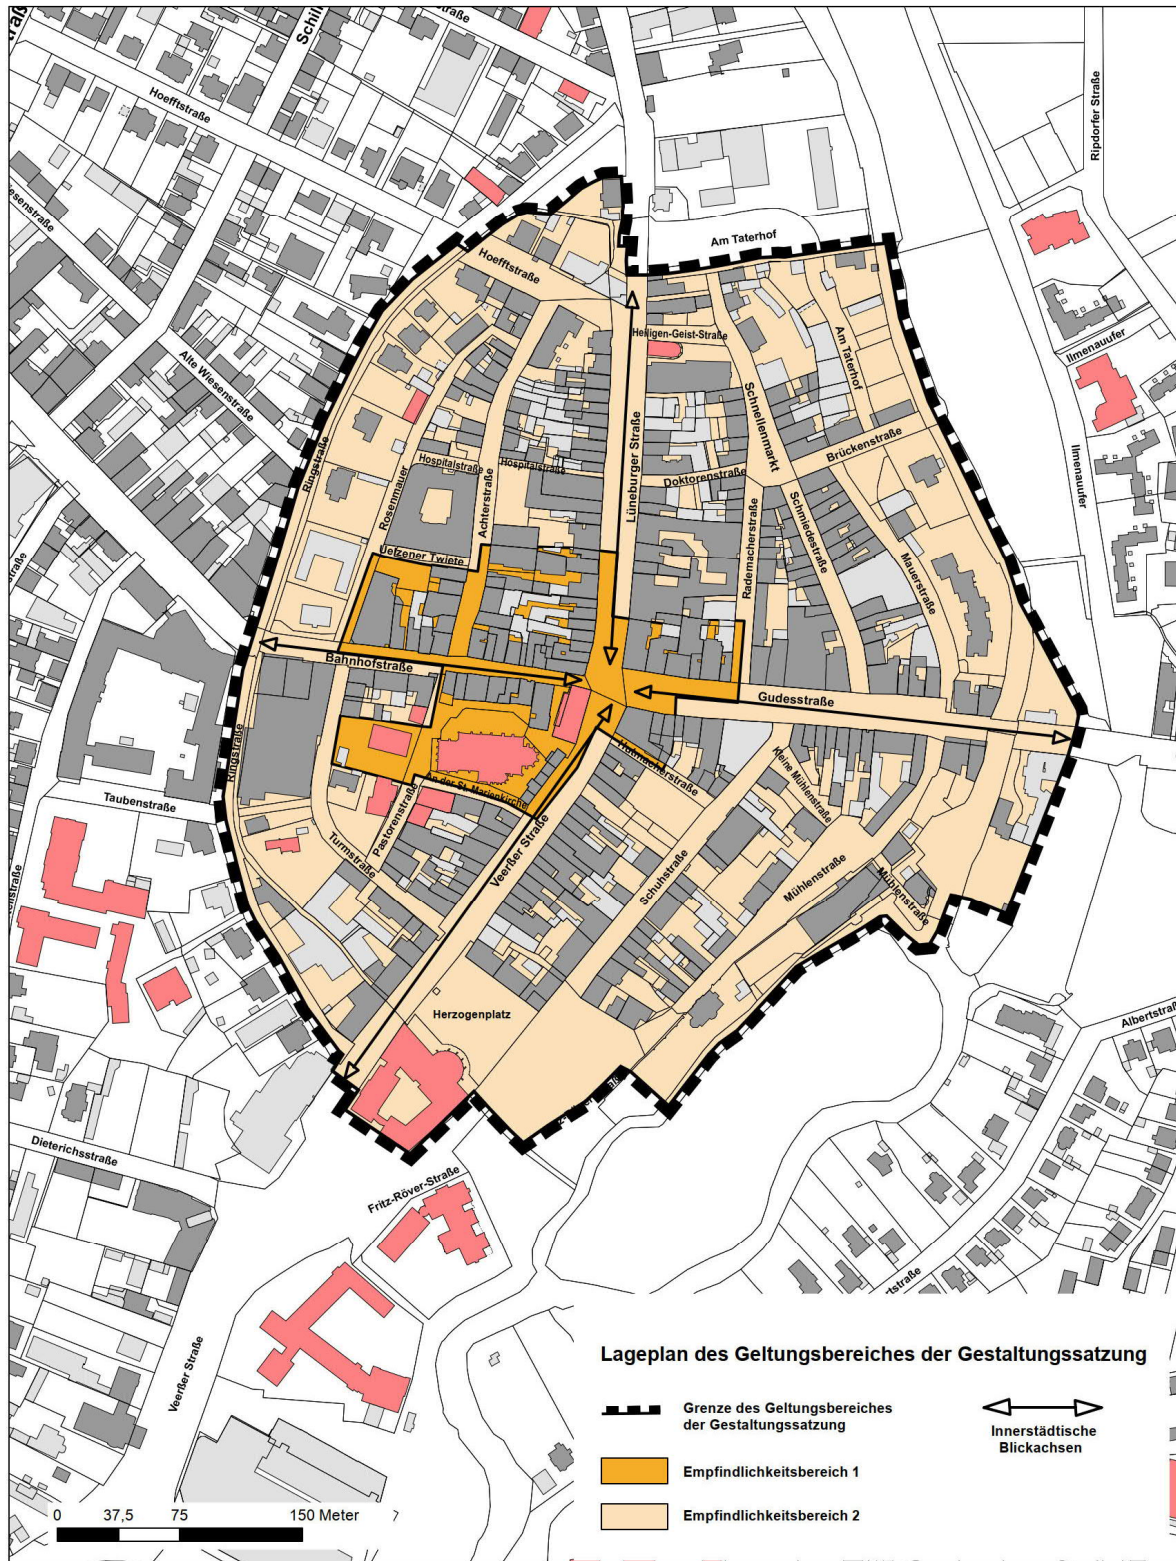 Schil
Hoefftstraße
Ripdorfer Straße
esenstraße
Am Taterhof
Hoefftstraße
Ilmenauufer
Heiligen-Geist-Straße
Am Taterhof
Alte Wiesenstraße
Schnellenmarkt
Ringstraße
Lüneburger Straße
Brückenstraße
Hospitalstraße
Hospitalstraße
Doktorenstraße
Ilmenauufer
Rosenmauer
Achterstraße
Schmiedestraße
Rademacherstraße
Uelzener Twiete
Mauerstraße
Bahnhofstraße
Gudesstraße
Ringstraße
Hutmacherstraße
Kleine Mühlenstraße
An der St. Marienkirche
Taubenstraße
Pastorenstraße
Turmstraße
Veerßer Straße
Schuhstraße
Mühlenstraße
Mühlenstraße
Herzogenplatz
Albertstraß
Dieterichsstraße
Fritz-Röver-Straße
rtstraße
Veerßer Straße
Lageplan des Geltungsbereiches der Gestaltungssatzung
Grenze des Geltungsbereiches
der Gestaltungssatzung
Innerstädtische
Blickachsen
Empfindlichkeitsbereich 1
Empfindlichkeitsbereich 2
0 37,5 75 150 Meter